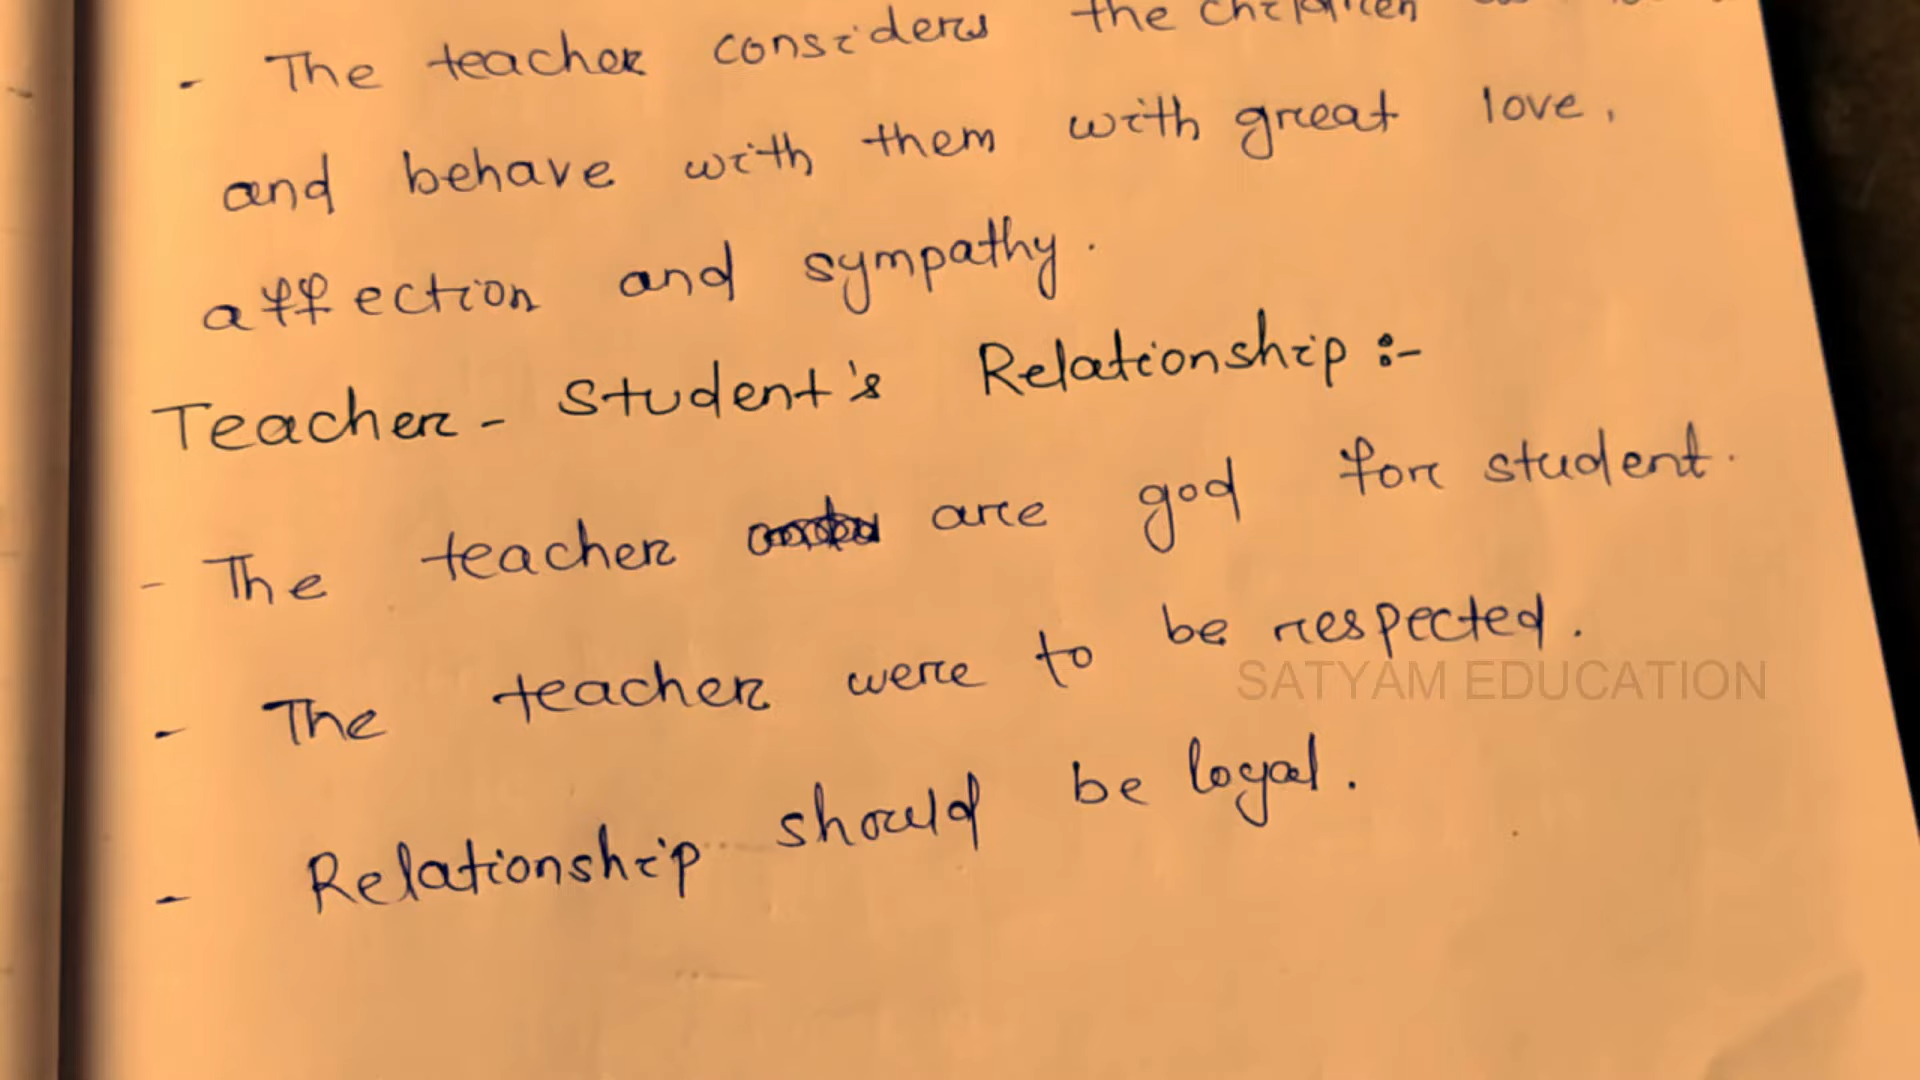 - The teacher considers the children
and behave with them with great love,
affection and sympathy.
Teacher - Student's Relationship :-
- The teacher are god for student.
- The teacher were to be respected.
SATYAM EDUCATION
- Relationship should be loyal.